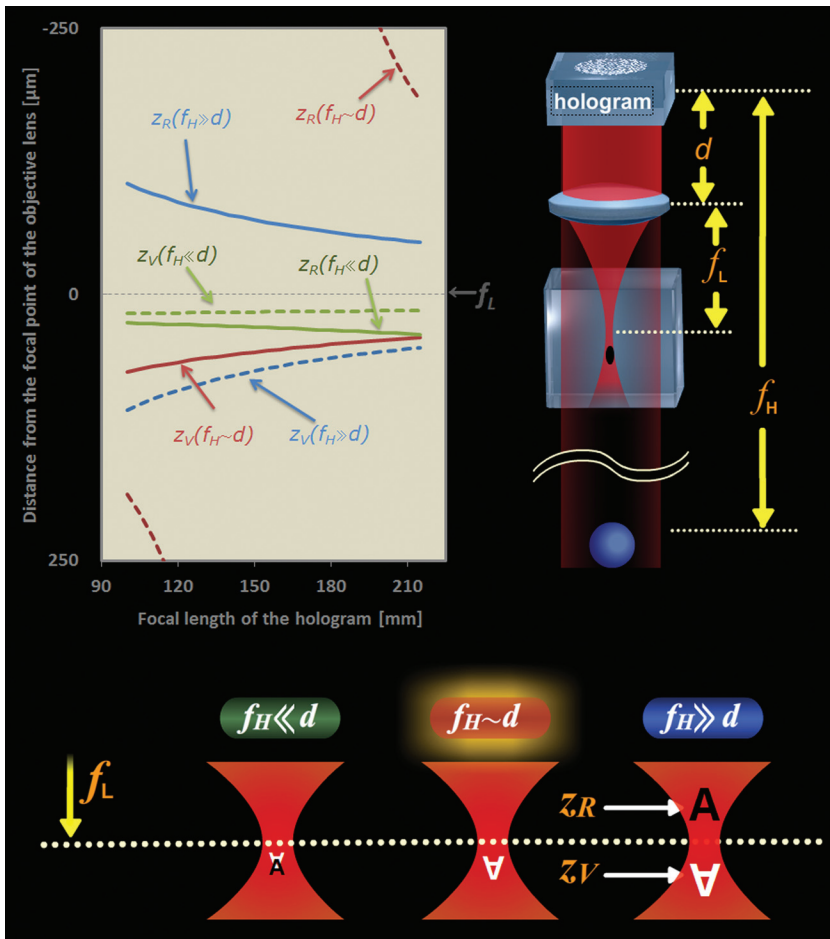 -250
0
250
Distance from the focal point of the objective lens [μm]
90 120 150 180 210
Focal length of the hologram [mm]
z_R(f_H~d)
z_R(f_H≫d)
z_V(f_H≪d)
z_R(f_H≪d)
←f_L
z_V(f_H~d)
z_V(f_H≫d)
hologram
d
f_L
f_H
f_H≪d
f_H~d
f_H≫d
f_L
z_R
A
z_V
∀
∀
A
∀